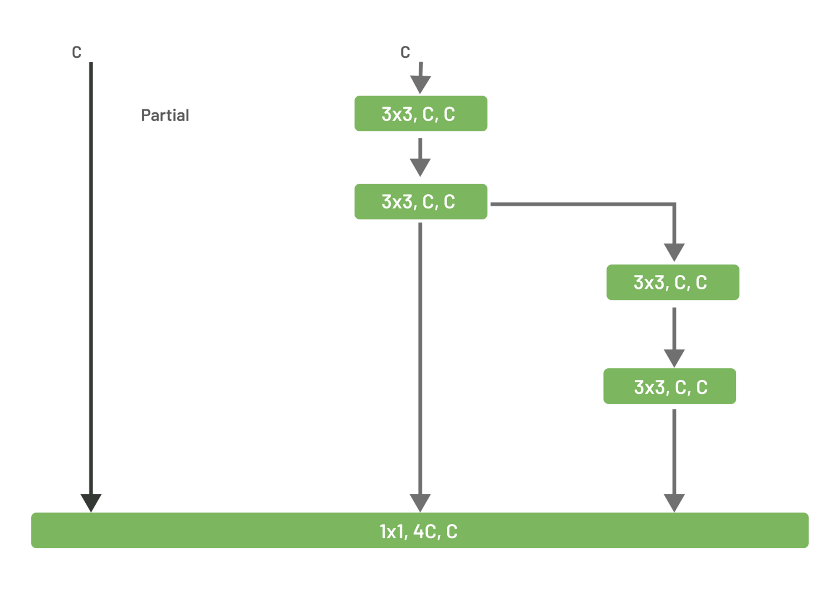 C
C
Partial
3x3, C, C
3x3, C, C
3x3, C, C
3x3, C, C
1x1, 4C, C